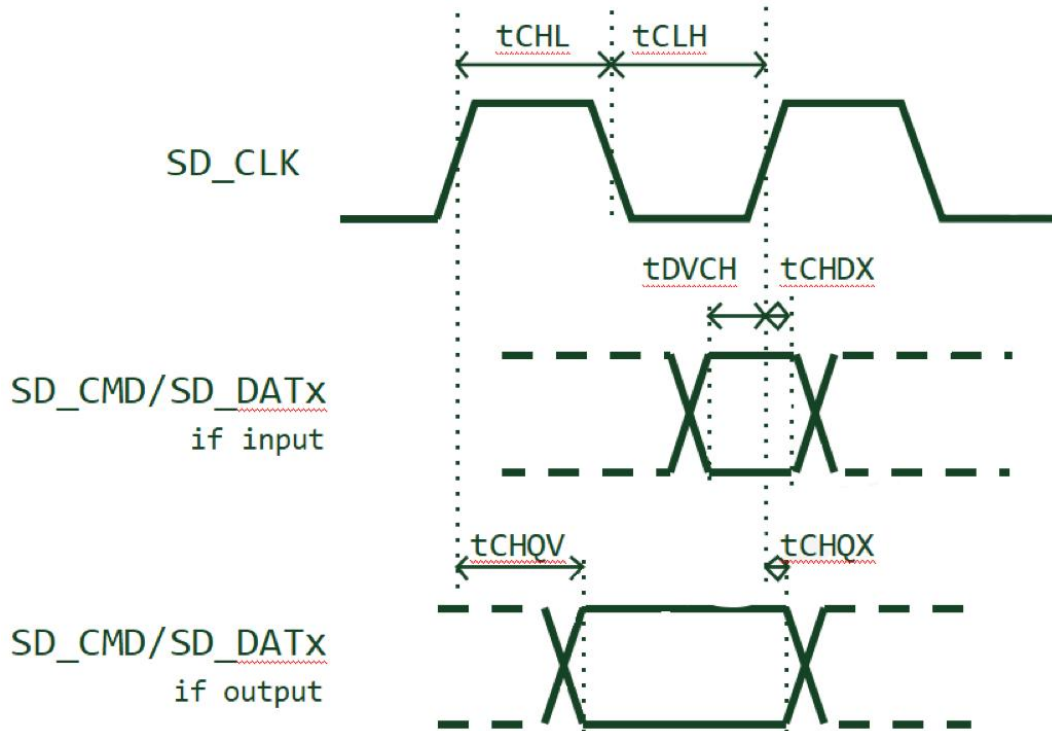 tCHL tCLH
SD_CLK
tDVCH tCHDX
SD_CMD/SD_DATx
if input
tCHQV tCHQX
SD_CMD/SD_DATx
if output